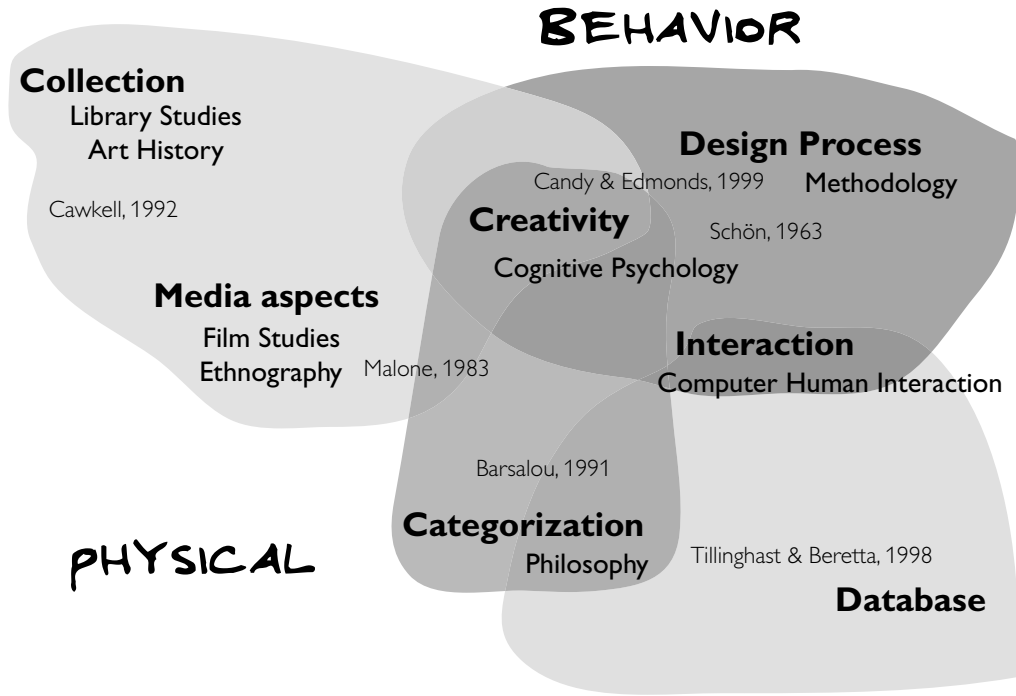 BEHAVIOR
Collection
Library Studies
Art History
Cawkell, 1992
Design Process
Methodology
Candy & Edmonds, 1999
Schön, 1963
Creativity
Cognitive Psychology
Media aspects
Film Studies
Ethnography
Malone, 1983
Interaction
Computer Human Interaction
Barsalou, 1991
Categorization
Philosophy
PHYSICAL
Tillinghast & Beretta, 1998
Database